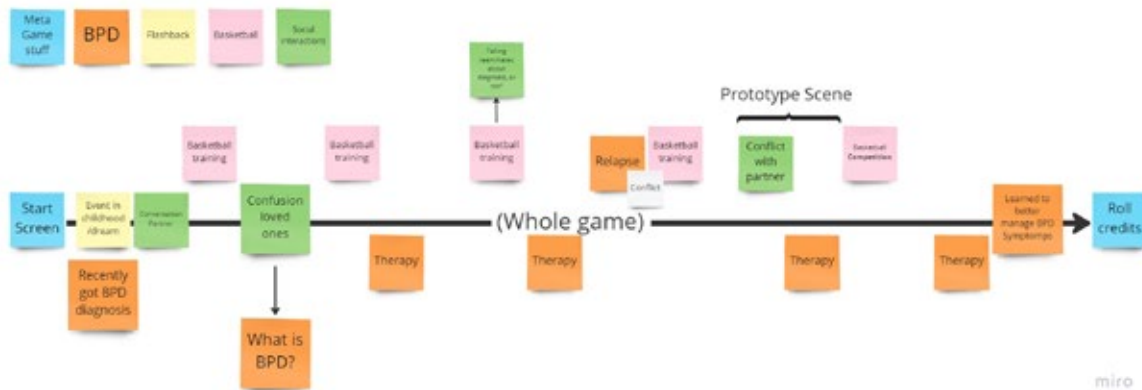 Meta
Game
stuff
BPD
Flashback
Basketball
Social
interactions
Telling
teammates
about
diagnosis, or
not?
Prototype Scene
Basketball
training
Basketball
training
Basketball
training
Relapse
Conflict
Basketball
training
Conflict
with
partner
Basketball
Competition
Start
Screen
Event in
childhood
/dream
Conversation
Partner
Confusion
loved
ones
(Whole game)
Learned to
better
manage BPD
Symptomps
Roll
credits
Recently
got BPD
diagnosis
Therapy
Therapy
Therapy
Therapy
What is
BPD?
miro